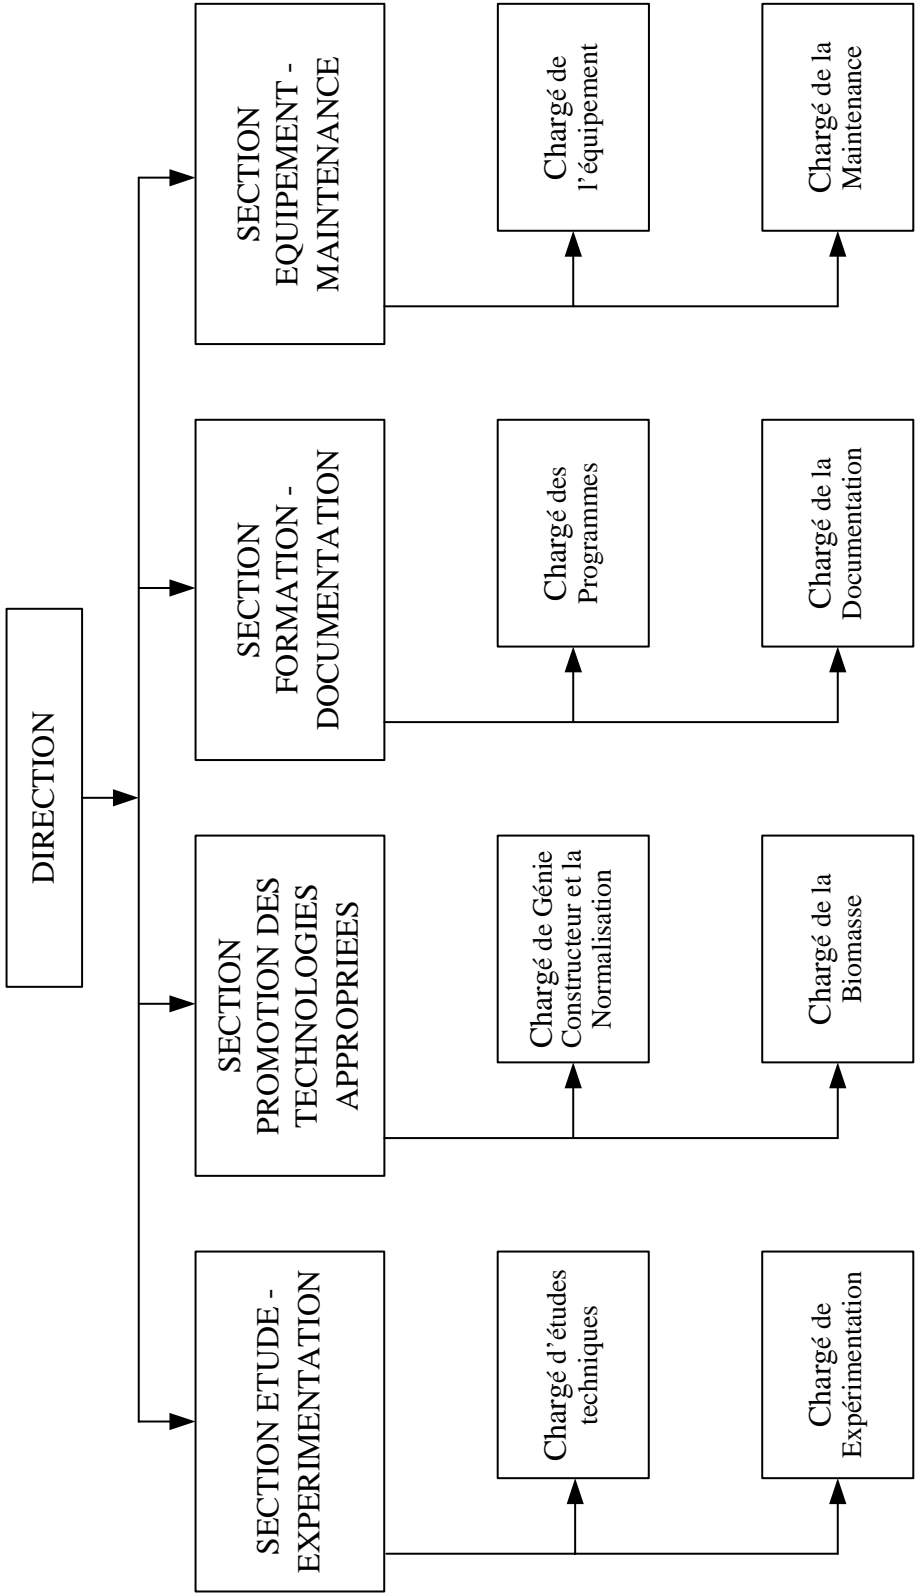 DIRECTION
SECTION ETUDE -
EXPERIMENTATION
SECTION
PROMOTION DES
TECHNOLOGIES
APPROPRIEES
SECTION
FORMATION -
DOCUMENTATION
SECTION
EQUIPEMENT -
MAINTENANCE
Chargé d'études
techniques
Chargé de Génie
Constructeur et la
Normalisation
Chargé des
Programmes
Chargé de
l'équipement
Chargé de
Expérimentation
Chargé de la
Biomasse
Chargé de la
Documentation
Chargé de la
Maintenance